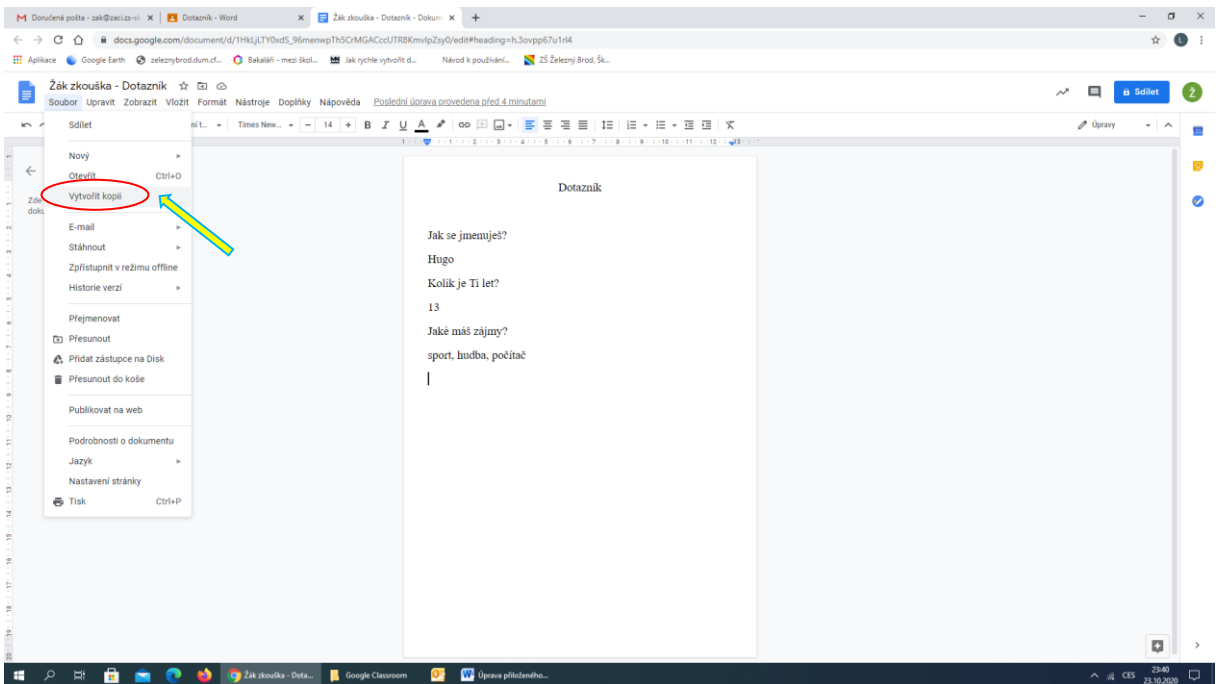 Doručená pošta - zak@zaci.zs-si
Dotazník - Word
Žák zkouška - Dotazník - Dokum
docs.google.com/document/d/1HkLjLTY0xdS_96menwpTh5CrMGACccUTR8KmvlpZsy0/edit#heading=h.3ovpp67u1rl4
Aplikace Google Earth zeleznybrod.dum.cf... Bakaláři - mezi škol... Jak rychle vytvořit d... Návod k používání... ZŠ Železný Brod, Šk...
Žák zkouška - Dotazník
Sdílet
Ž
L
Soubor Upravit Zobrazit Vložit Formát Nástroje Doplňky Nápověda Poslední úprava provedena před 4 minutami
ní t... Times New... - 14 + B I U A Úpravy
Sdílet
Nový
Otevřít Ctrl+O
Vytvořit kopii
E-mail
Stáhnout
Zpřístupnit v režimu offline
Historie verzí
Přejmenovat
Přesunout
Přidat zástupce na Disk
Přesunout do koše
Publikovat na web
Podrobnosti o dokumentu
Jazyk
Nastavení stránky
Tisk Ctrl+P
Dotazník
Jak se jmenuješ?
Hugo
Kolik je Ti let?
13
Jaké máš zájmy?
sport, hudba, počítač
Žák zkouška - Dota...
Google Classroom
Úprava přiloženého...
CES
23:40
23.10.2020